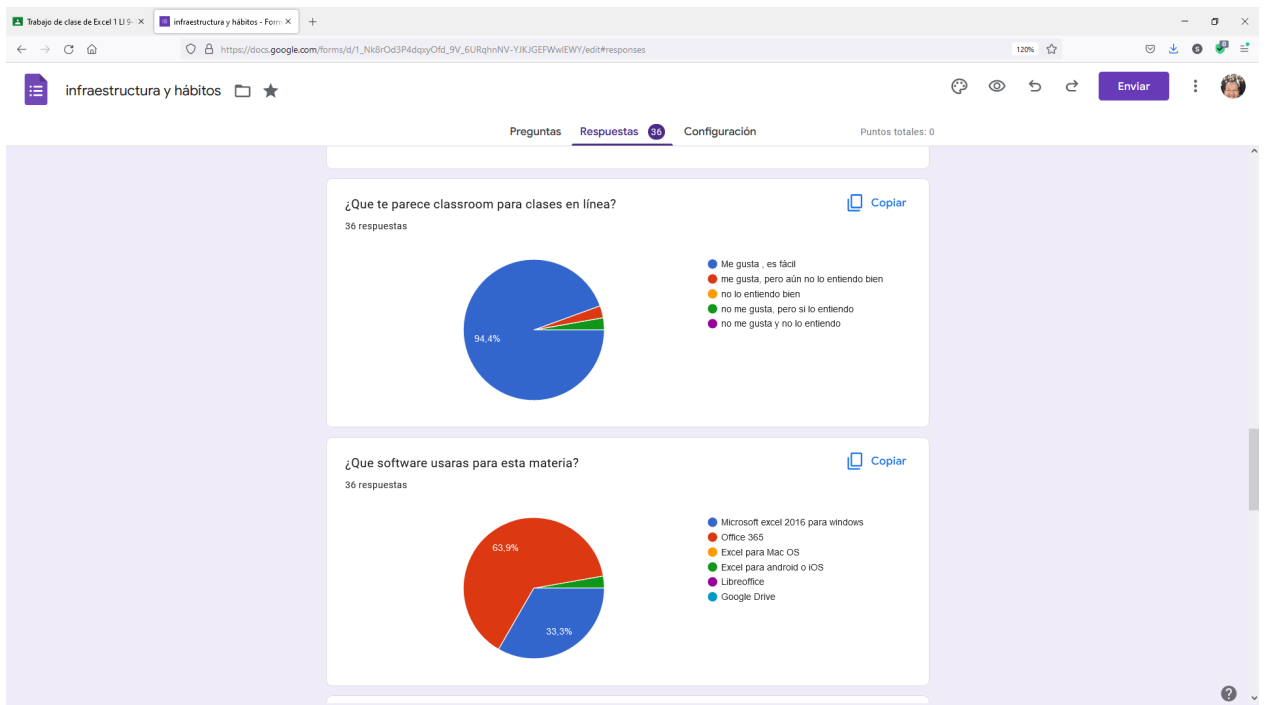 Trabajo de clase de Excel 1 LI 9-
infraestructura y hábitos - Form
https://docs.google.com/forms/d/1_Nk8rOd3P4dqxyOfd_9V_6URqhnNV-YJKJGEFWwIEWY/edit#responses
120%
infraestructura y hábitos
Enviar
Preguntas Respuestas 36 Configuración Puntos totales: 0
¿Que te parece classroom para clases en línea?
Copiar
36 respuestas
94,4%
Me gusta , es fácil
me gusta, pero aún no lo entiendo bien
no lo entiendo bien
no me gusta, pero si lo entiendo
no me gusta y no lo entiendo
¿Que software usaras para esta materia?
Copiar
36 respuestas
63,9%
33,3%
Microsoft excel 2016 para windows
Office 365
Excel para Mac OS
Excel para android o iOS
Libreoffice
Google Drive